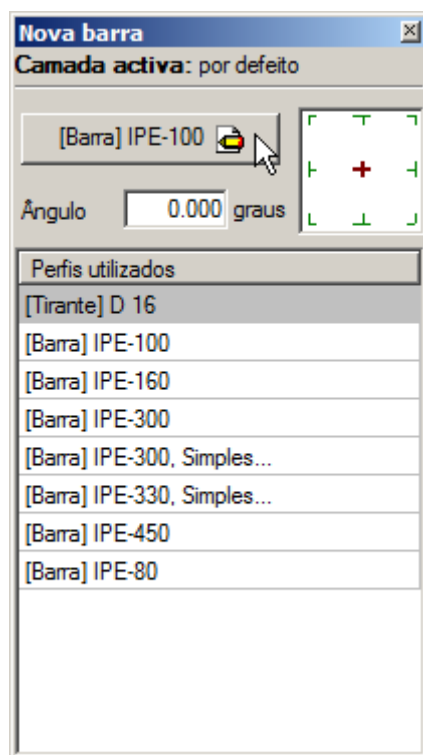 Nova barra
Camada activa: por defeito
[Barra] IPE-100
Ângulo 0.000 graus
Perfis utilizados
[Tirante] D 16
[Barra] IPE-100
[Barra] IPE-160
[Barra] IPE-300
[Barra] IPE-300, Simples...
[Barra] IPE-330, Simples...
[Barra] IPE-450
[Barra] IPE-80